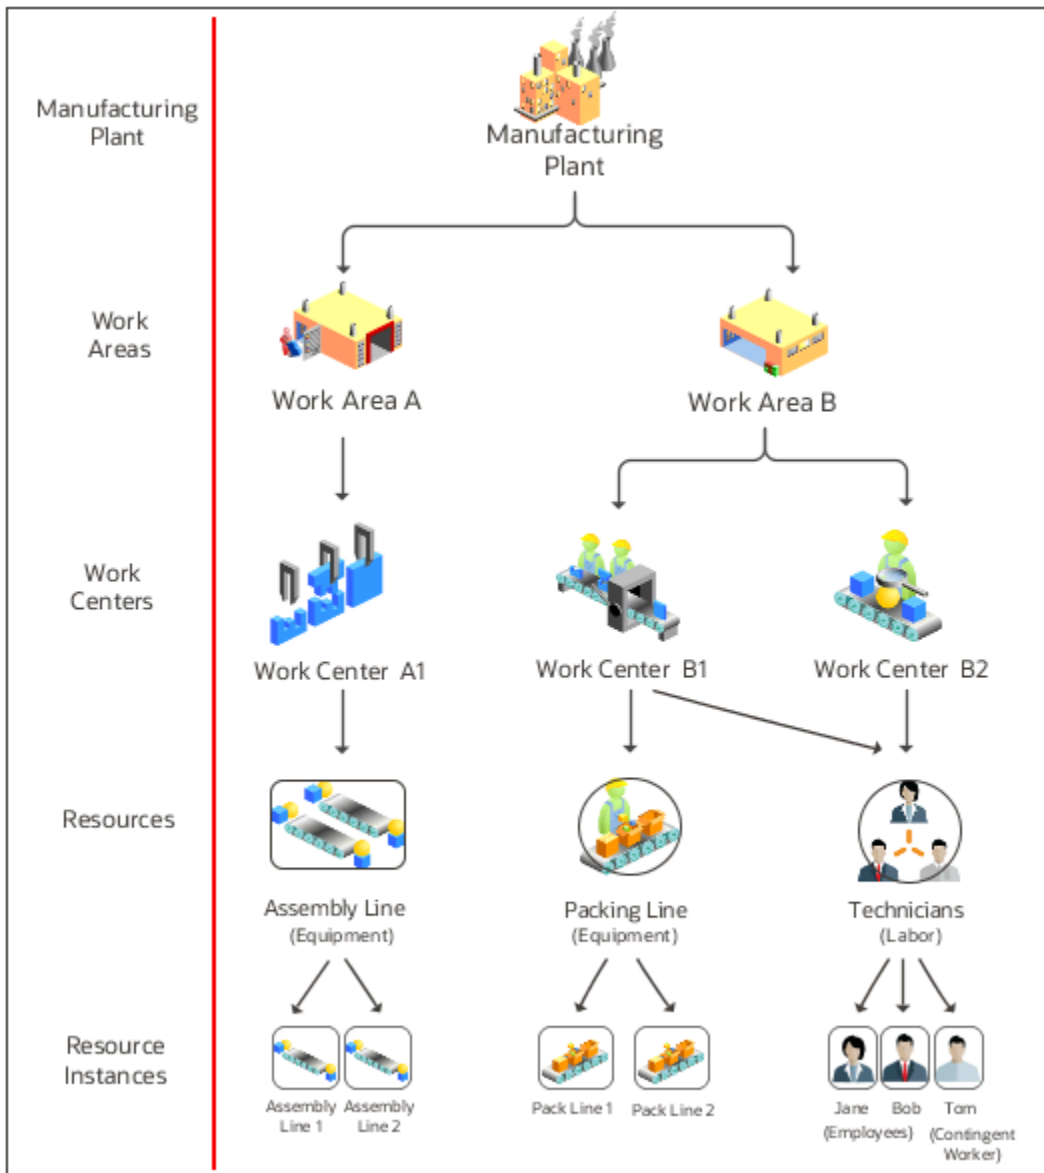 Manufacturing
Plant
Manufacturing
Plant
Work
Areas
Work Area A
Work Area B
Work
Centers
Work Center A1
Work Center B1
Work Center B2
Resources
Assembly Line
(Equipment)
Packing Line
(Equipment)
Technicians
(Labor)
Resource
Instances
Assembly
Line 1
Assembly
Line 2
Pack Line 1
Pack Line 2
Jane
Bob
(Employees)
Tom
(Contingent
Worker)